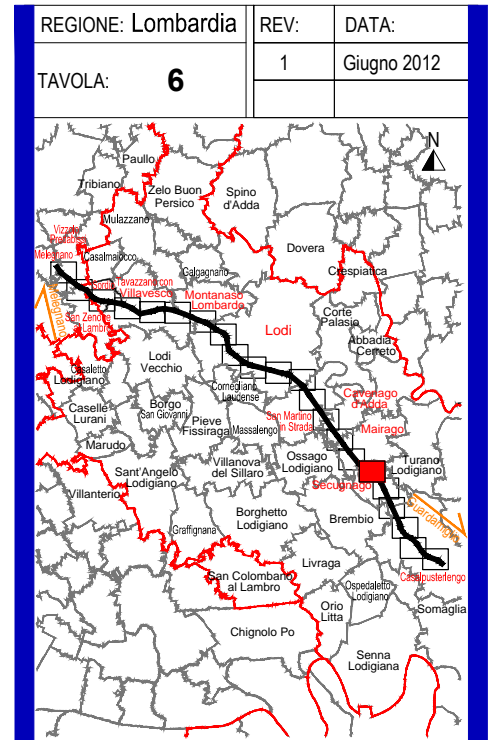 REGIONE: Lombardia
REV:
DATA:
TAVOLA: 6
1
Giugno 2012
N
Paullo
Tribiano
Zelo Buon
Persico
Spino
d'Adda
Mulazzano
Vizzolo
Predabissi
Dovera
Melegnano
Casalmaiocco
Galgagnano
Crespiatica
Sordio
Tavazzanorcon
Villavesco
Montanaso
Lombardo
Melegnano
San Zenone
al Lambro
Lodi
Corte
Palasio
Abbadia
Cerreto
Lodi
Vecchio
Casaletto
Lodigiano
Cornegliano
Laudense
Cavenago
d'Adda
Caselle
Lurani
Borgo
San Giovanni
Pieve
Fissiraga
Massalengo
San Martino
in Strada
Mairago
Marudo
Sant'Angelo
Lodigiano
Villanova
del Sillaro
Ossago
Lodigiano
Turano
Lodigiano
Villanterio
Secugnago
Borghetto
Lodigiano
Brembio
Graffignana
Livraga
San Colombano
al Lambro
Casalpusterlengo
Ospedaletto
Lodigiano
Orio
Litta
Somaglia
Chignolo Po
Senna
Lodigiana